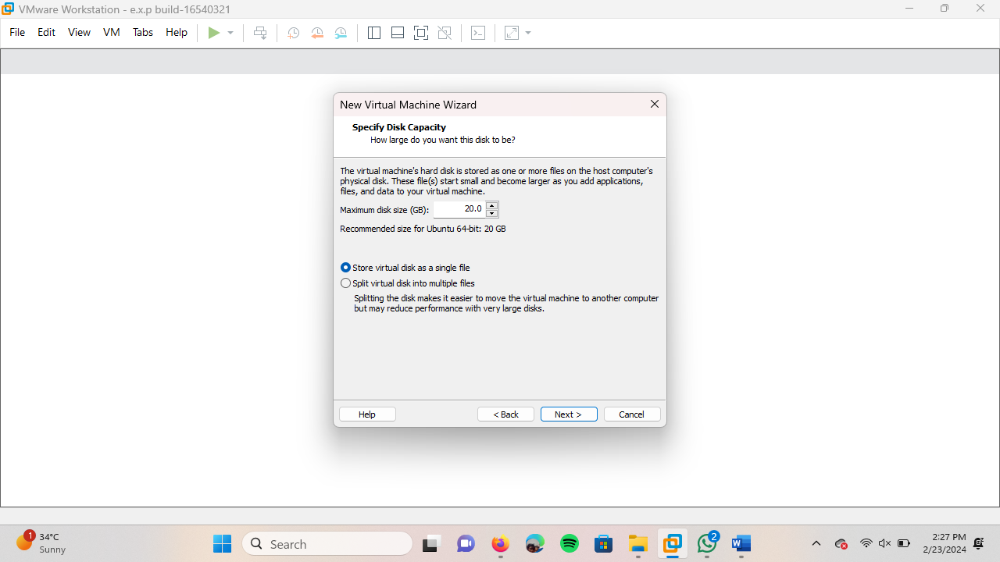 VMware Workstation - e.x.p build-16540321
File Edit View VM Tabs Help
New Virtual Machine Wizard
Specify Disk Capacity
How large do you want this disk to be?
The virtual machine's hard disk is stored as one or more files on the host computer's
physical disk. These file(s) start small and become larger as you add applications,
files, and data to your virtual machine.
Maximum disk size (GB): 20.0
Recommended size for Ubuntu 64-bit: 20 GB
Store virtual disk as a single file
Split virtual disk into multiple files
Splitting the disk makes it easier to move the virtual machine to another computer
but may reduce performance with very large disks.
Help < Back Next > Cancel
1
34°C
Sunny
Search
2
W
2:27 PM
2/23/2024